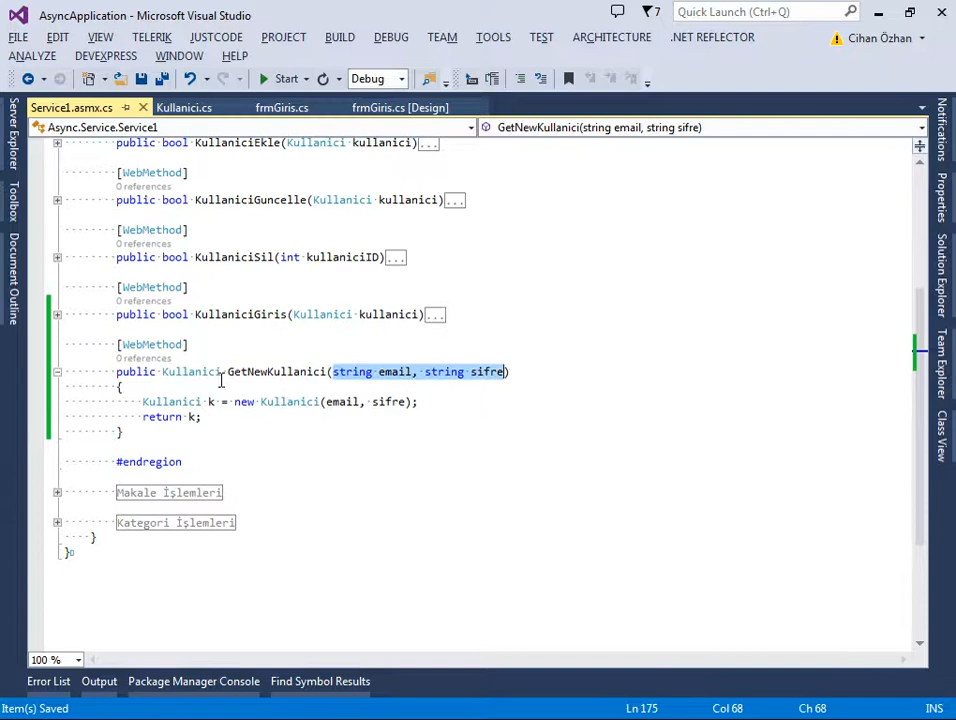 AsyncApplication - Microsoft Visual Studio
7
Quick Launch (Ctrl+Q)
FILE EDIT VIEW TELERIK JUSTCODE PROJECT BUILD DEBUG TEAM TOOLS TEST ARCHITECTURE .NET REFLECTOR
Cihan Özhan
ANALYZE DEVEXPRESS WINDOW HELP
Start Debug
Service1.asmx.cs Kullanici.cs frmGiris.cs frmGiris.cs [Design]
Async.Service.Service1 GetNewKullanici(string email, string sifre)
public bool KullaniciEkle(Kullanici kullanici)...
[WebMethod]
0 references
public bool KullaniciGuncelle(Kullanici kullanici)...
[WebMethod]
0 references
public bool KullaniciSil(int kullaniciID)...
[WebMethod]
0 references
public bool KullaniciGiris(Kullanici kullanici)...
[WebMethod]
0 references
public Kullanici GetNewKullanici(string email, string sifre)
{
Kullanici k = new Kullanici(email, sifre);
return k;
}
#endregion
Makale İşlemleri
Kategori İşlemleri
}
}
Server Explorer
Toolbox
Document Outline
Notifications
Properties
Solution Explorer
Team Explorer
Class View
100 %
Error List Output Package Manager Console Find Symbol Results
Item(s) Saved Ln 175 Col 68 Ch 68 INS